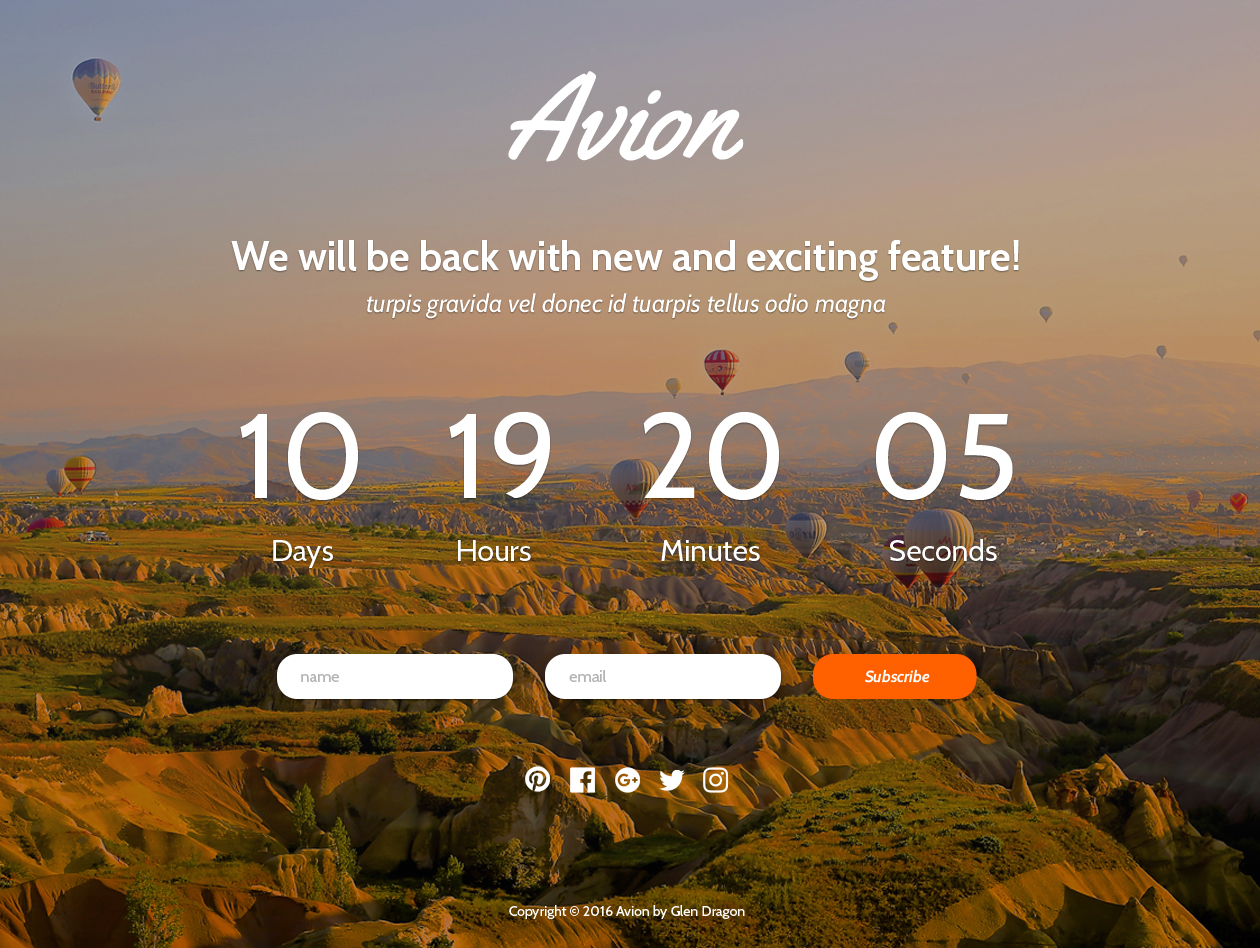 Avion
We will be back with new and exciting feature!
turpis gravida vel donec id tuarpis tellus odio magna
10 19 20 05
Days Hours Minutes Seconds
name email Subscribe
Copyright © 2016 Avion by Glen Dragon